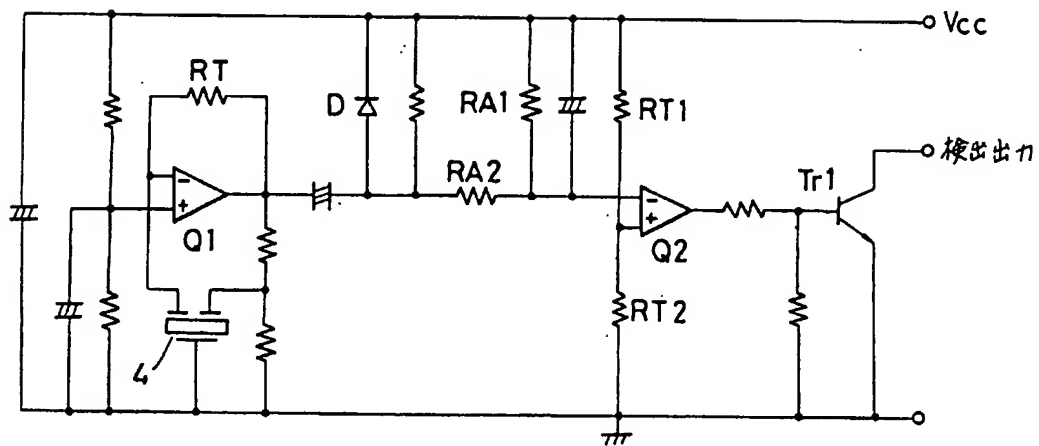 Vcc
RT
D
RA1
RT1
検出出力
RA2
Tr1
-
+
Q1
-
+
Q2
RT2
4